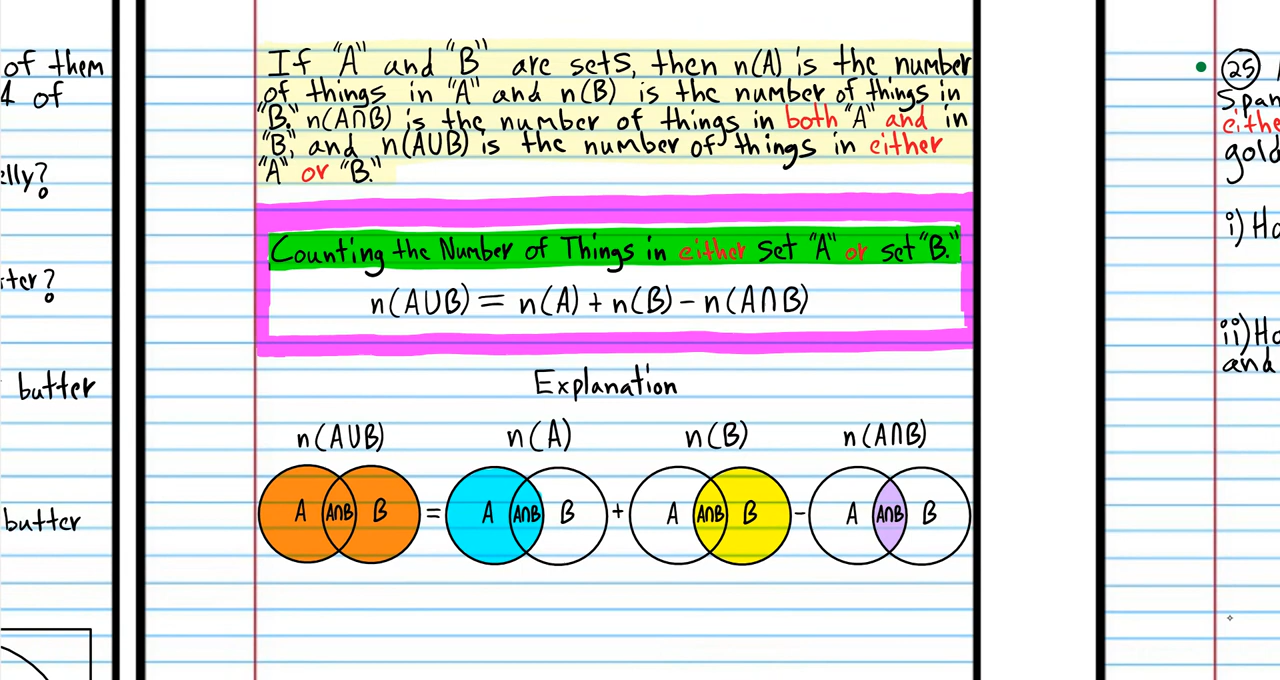 of them
of
elly?
tter?
butter
butter
If "A" and "B" are sets, then n(A) is the number
of things in "A" and n(B) is the number of things in
"B." n(A∩B) is the number of things in both "A" and in
"B," and n(A∪B) is the number of things in either
"A" or "B."
Counting the Number of Things in either set "A" or set "B."
n(A∪B) = n(A) + n(B) - n(A∩B)
Explanation
n(A∪B) n(A) n(B) n(A∩B)
A A∩B B = A A∩B B + A A∩B B - A A∩B B
25
Span
eithe
gold
i) Ho
ii) Ho
and